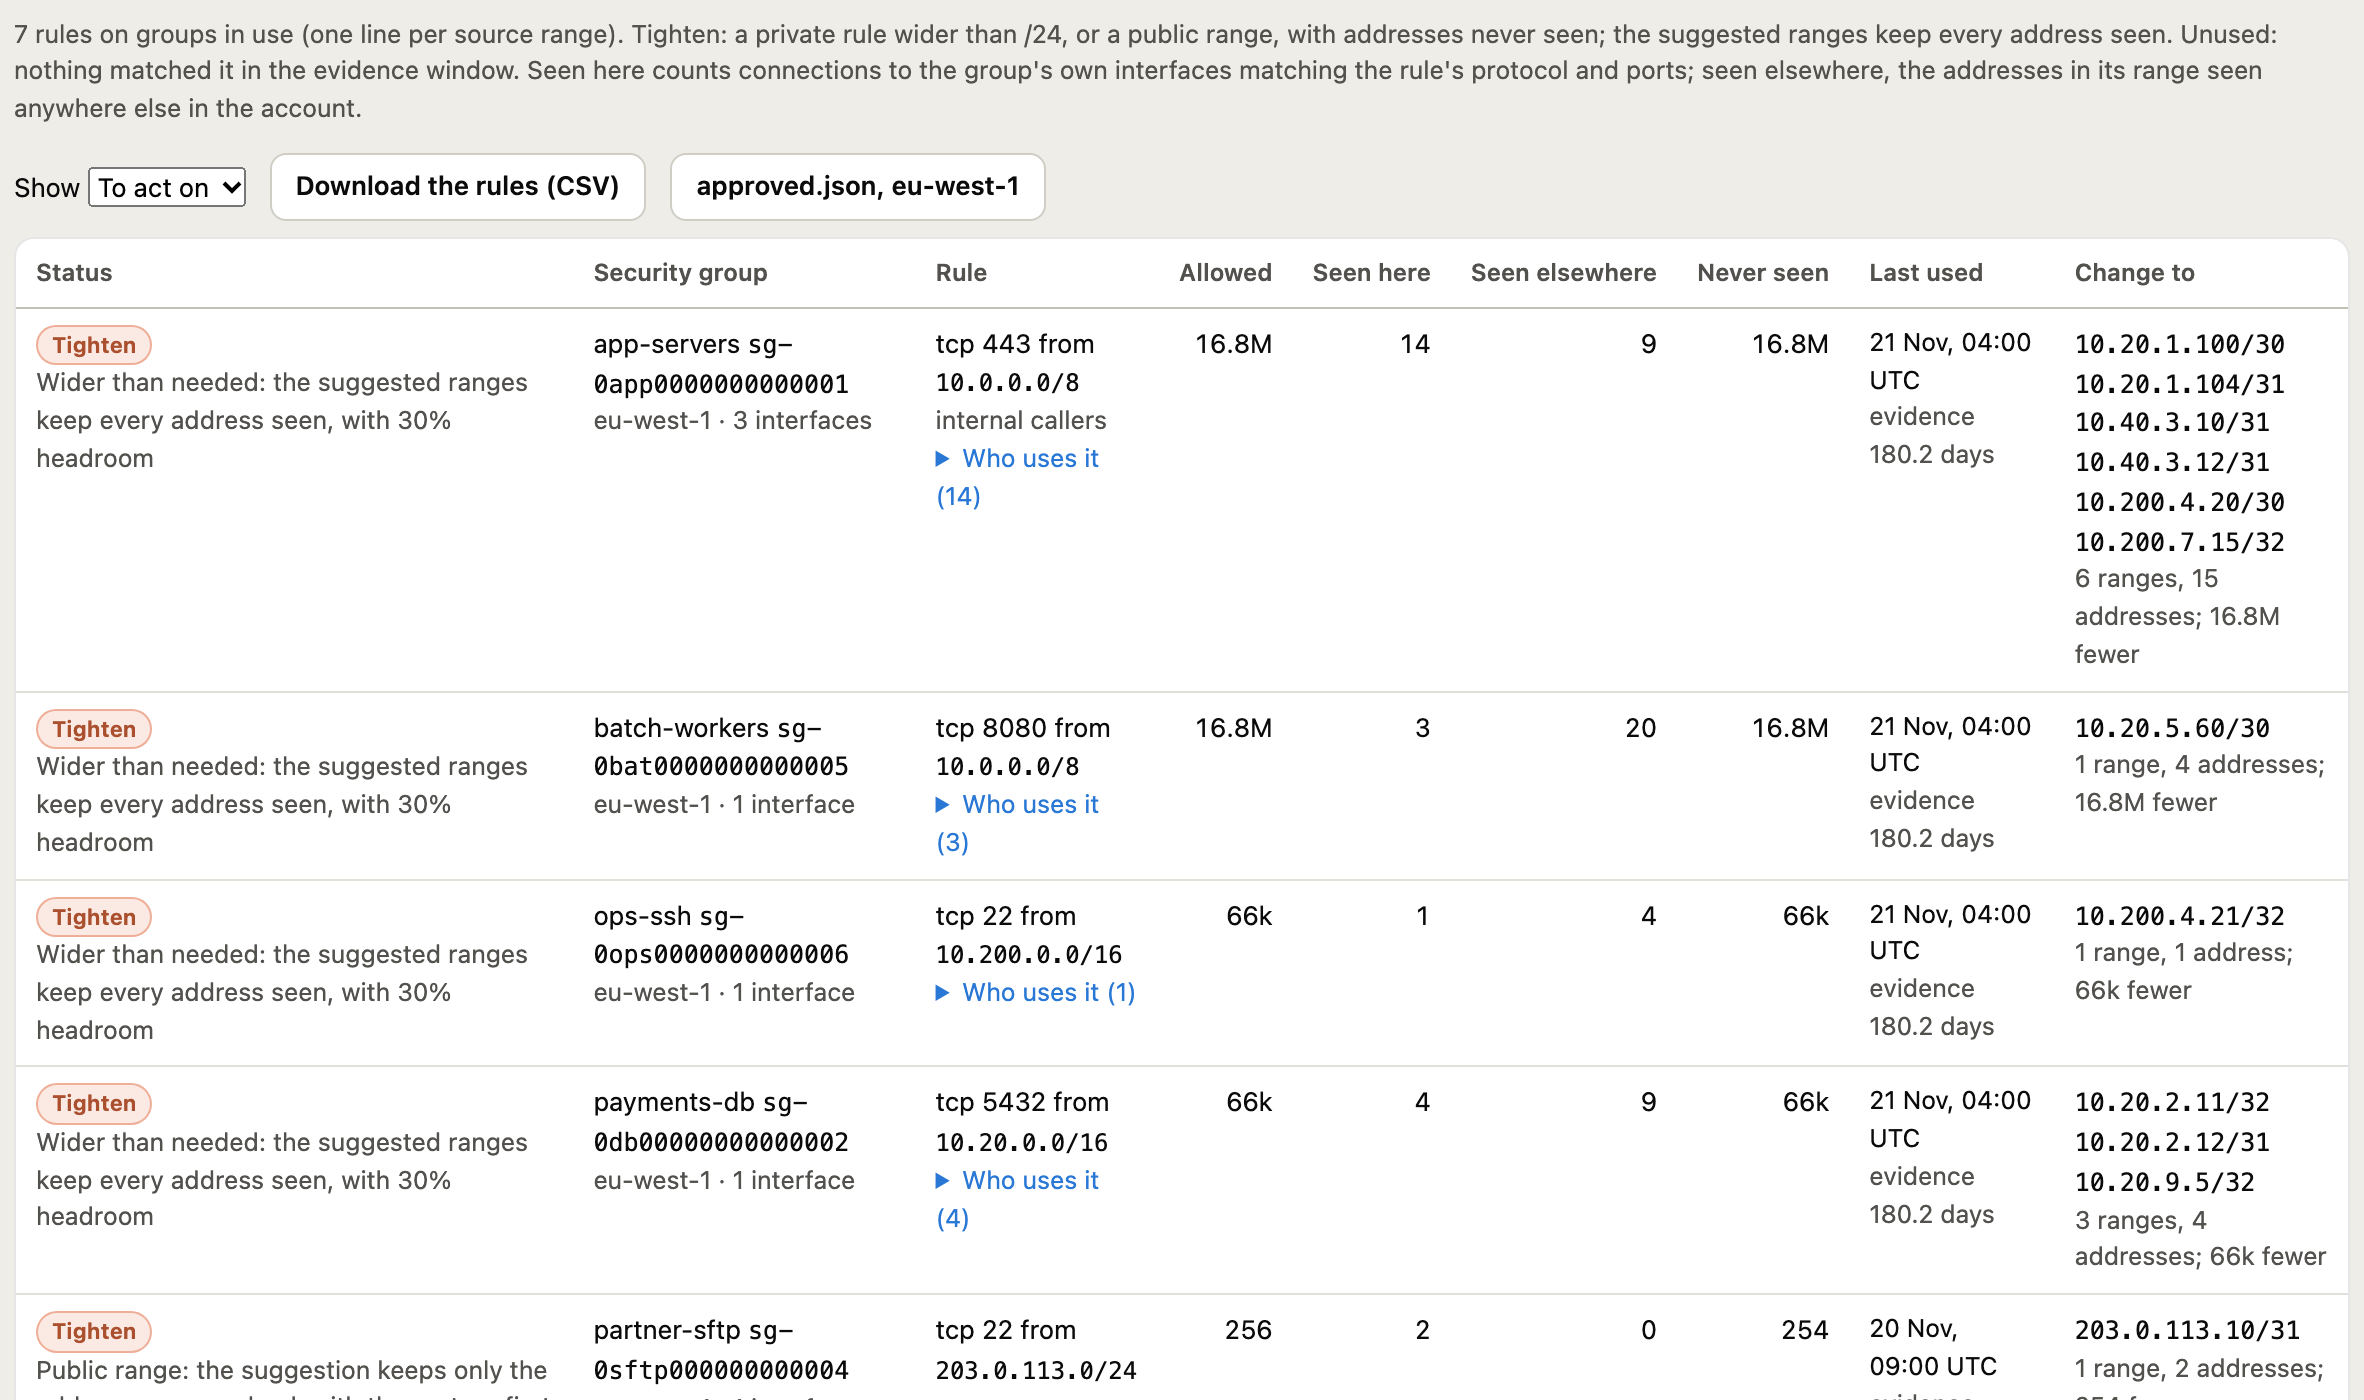 7 rules on groups in use (one line per source range). Tighten: a private rule wider than /24, or a public range, with addresses never seen; the suggested ranges keep every address seen. Unused:
nothing matched it in the evidence window. Seen here counts connections to the group's own interfaces matching the rule's protocol and ports; seen elsewhere, the addresses in its range seen
anywhere else in the account.
Show To act on Download the rules (CSV) approved.json, eu-west-1
Status Security group Rule Allowed Seen here Seen elsewhere Never seen Last used Change to
Tighten
Wider than needed: the suggested ranges
keep every address seen, with 30%
headroom
app-servers sg-
0app0000000000001
eu-west-1 · 3 interfaces
tcp 443 from
10.0.0.0/8
internal callers
▶ Who uses it
(14)
16.8M
14
9
16.8M
21 Nov, 04:00
UTC
evidence
180.2 days
10.20.1.100/30
10.20.1.104/31
10.40.3.10/31
10.40.3.12/31
10.200.4.20/30
10.200.7.15/32
6 ranges, 15
addresses; 16.8M
fewer
Tighten
Wider than needed: the suggested ranges
keep every address seen, with 30%
headroom
batch-workers sg-
0bat0000000000005
eu-west-1 · 1 interface
tcp 8080 from
10.0.0.0/8
▶ Who uses it
(3)
16.8M
3
20
16.8M
21 Nov, 04:00
UTC
evidence
180.2 days
10.20.5.60/30
1 range, 4 addresses;
16.8M fewer
Tighten
Wider than needed: the suggested ranges
keep every address seen, with 30%
headroom
ops-ssh sg-
0ops0000000000006
eu-west-1 · 1 interface
tcp 22 from
10.200.0.0/16
▶ Who uses it (1)
66k
1
4
66k
21 Nov, 04:00
UTC
evidence
180.2 days
10.200.4.21/32
1 range, 1 address;
66k fewer
Tighten
Wider than needed: the suggested ranges
keep every address seen, with 30%
headroom
payments-db sg-
0db00000000000002
eu-west-1 · 1 interface
tcp 5432 from
10.20.0.0/16
▶ Who uses it
(4)
66k
4
9
66k
21 Nov, 04:00
UTC
evidence
180.2 days
10.20.2.11/32
10.20.2.12/31
10.20.9.5/32
3 ranges, 4
addresses; 66k fewer
Tighten
Public range: the suggestion keeps only the
partner-sftp sg-
0sftp000000000004
tcp 22 from
203.0.113.0/24
256
2
0
254
20 Nov,
09:00 UTC
203.0.113.10/31
1 range, 2 addresses;